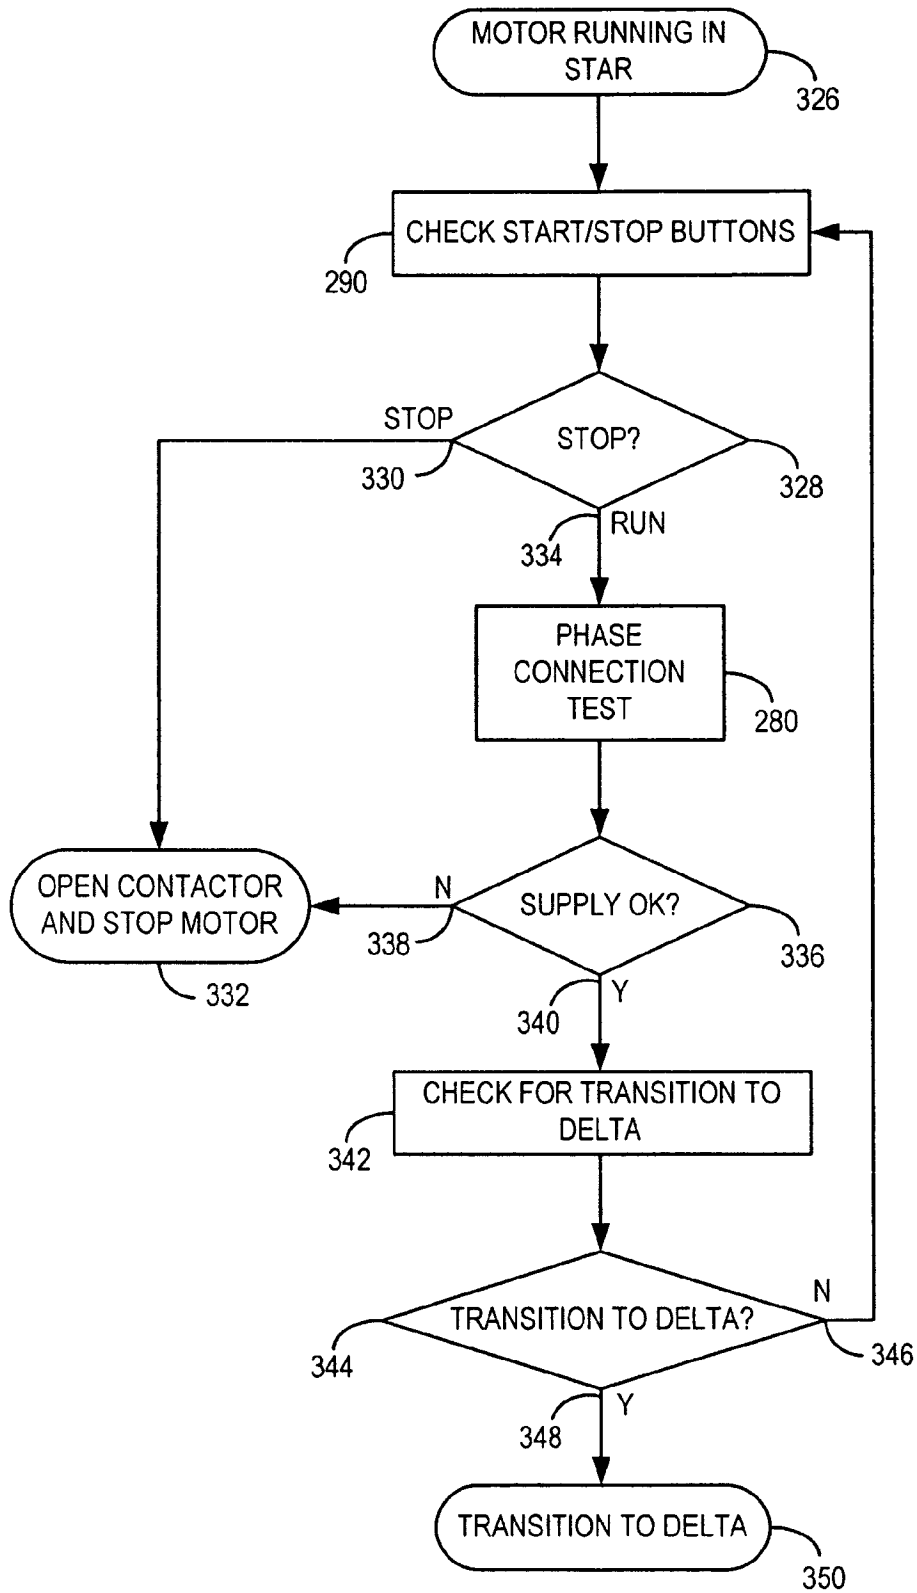 MOTOR RUNNING IN
STAR
326
CHECK START/STOP BUTTONS
290
STOP
STOP?
330
328
334
RUN
PHASE
CONNECTION
TEST
280
OPEN CONTACTOR
AND STOP MOTOR
N
SUPPLY OK?
338
336
332
340
Y
CHECK FOR TRANSITION TO
DELTA
342
N
TRANSITION TO DELTA?
344
346
348
Y
TRANSITION TO DELTA
350